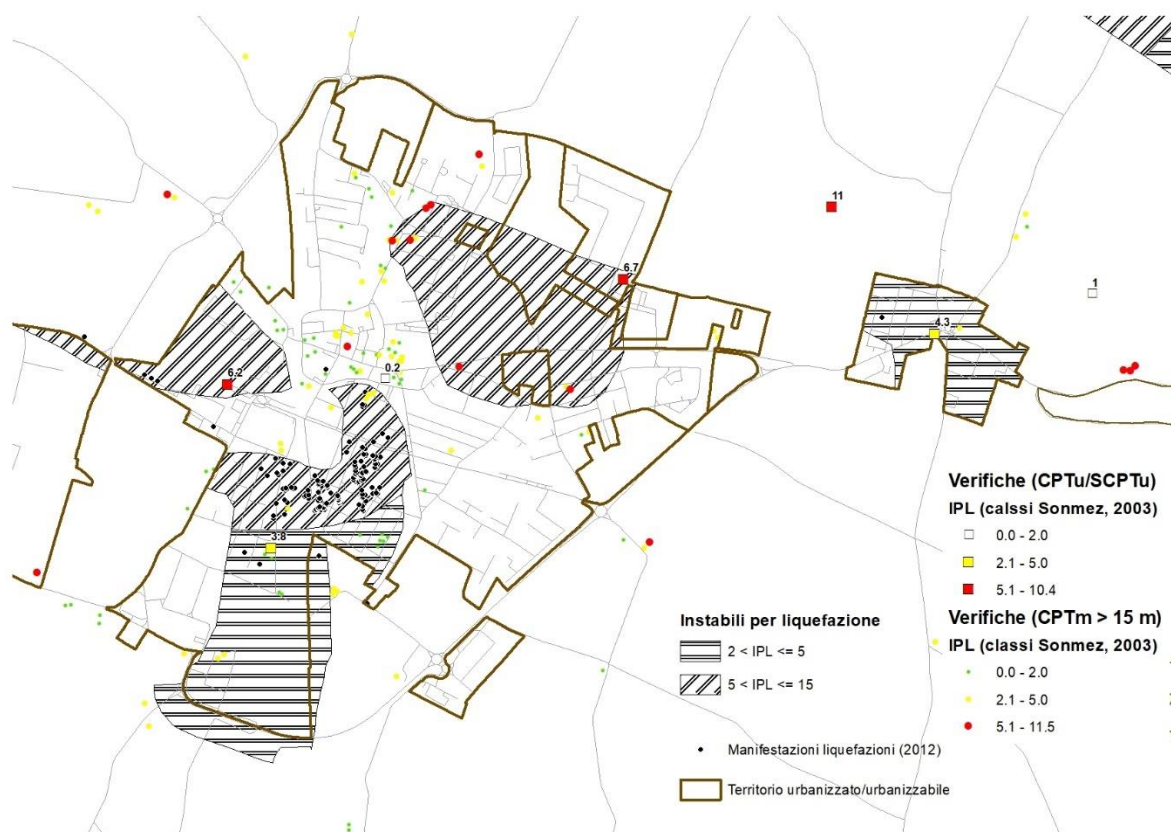 11
6.7
1
4.3
6.2
0.2
3.8
Verifiche (CPTu/SCPTu)
IPL (calssi Sonmez, 2003)
0.0 - 2.0
2.1 - 5.0
5.1 - 10.4
Verifiche (CPTm > 15 m)
IPL (classi Sonmez, 2003)
0.0 - 2.0
2.1 - 5.0
5.1 - 11.5
Instabili per liquefazione
2 < IPL <= 5
5 < IPL <= 15
Manifestazioni liquefazioni (2012)
Territorio urbanizzato/urbanizzabile